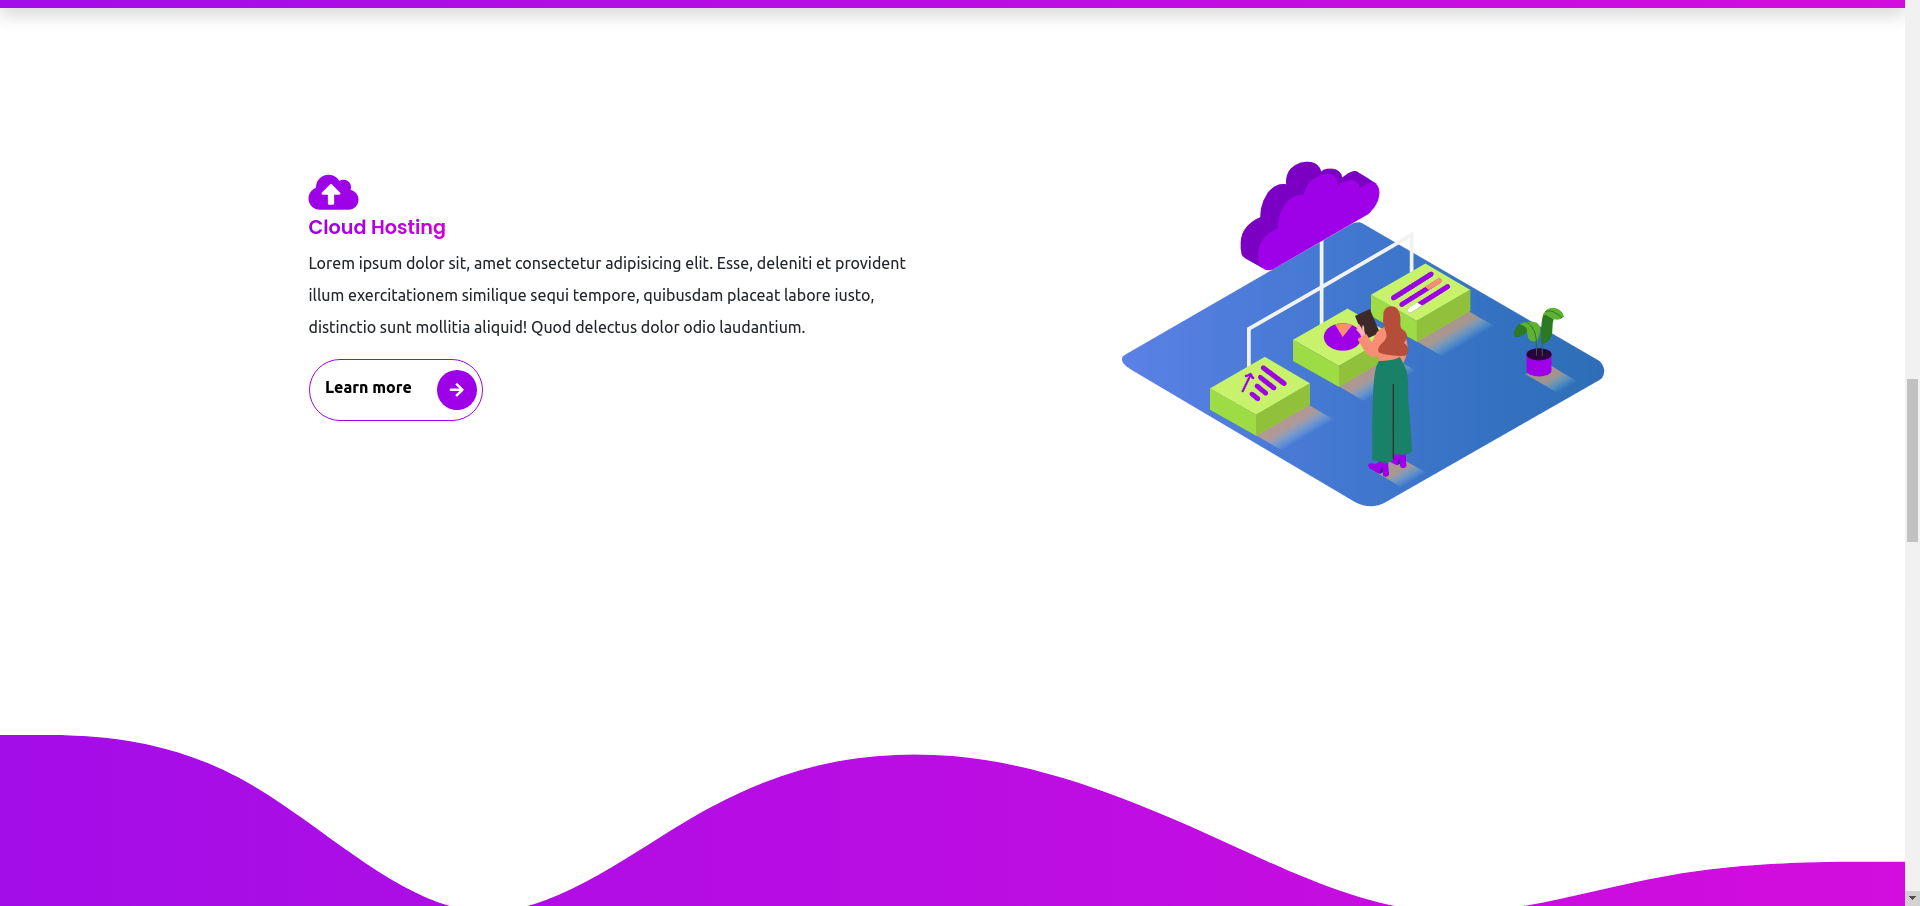 Cloud Hosting
Lorem ipsum dolor sit, amet consectetur adipisicing elit. Esse, deleniti et provident
illum exercitationem similique sequi tempore, quibusdam placeat labore iusto,
distinctio sunt mollitia aliquid! Quod delectus dolor odio laudantium.
Learn more